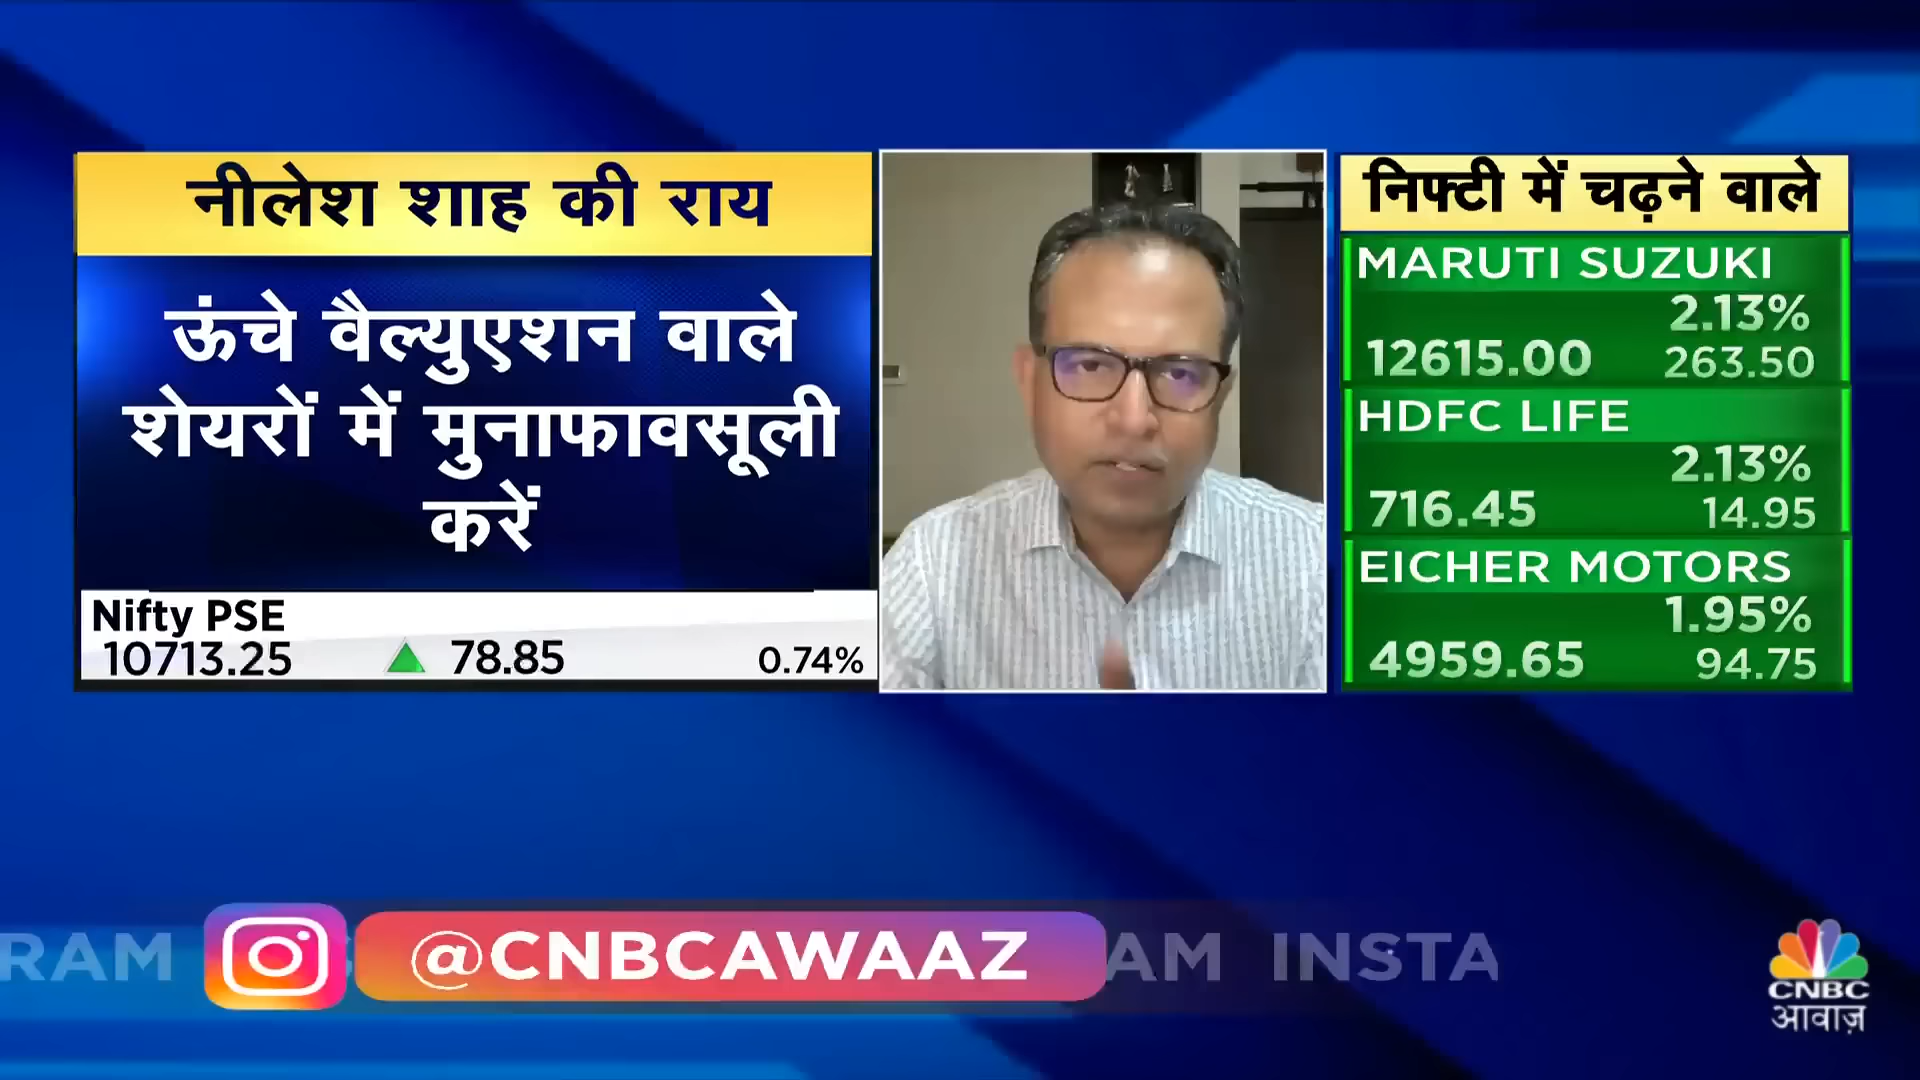 नीलेश शाह की राय
ऊंचे वैल्युएशन वाले
शेयरों में मुनाफावसूली
करें
Nifty PSE
10713.25 78.85 0.74%
निफ्टी में चढ़ने वाले
MARUTI SUZUKI
2.13%
12615.00 263.50
HDFC LIFE
2.13%
716.45 14.95
EICHER MOTORS
1.95%
4959.65 94.75
RAM @CNBCAWAAZ AM INSTA
CNBC
आवाज़